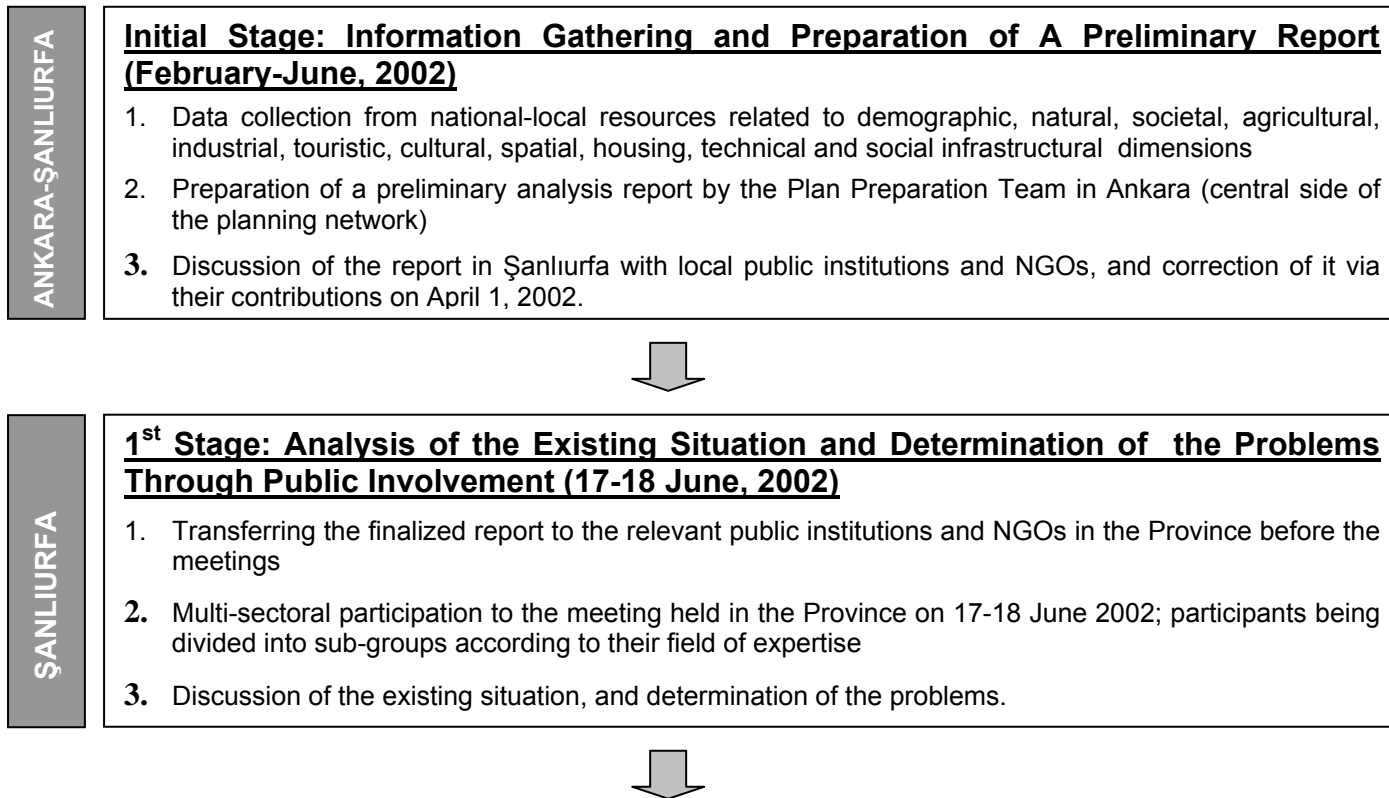 ANKARA-ŞANLIURFA
Initial Stage: Information Gathering and Preparation of A Preliminary Report
(February-June, 2002)
1. Data collection from national-local resources related to demographic, natural, societal, agricultural,
industrial, touristic, cultural, spatial, housing, technical and social infrastructural dimensions
2. Preparation of a preliminary analysis report by the Plan Preparation Team in Ankara (central side of
the planning network)
3. Discussion of the report in Şanlıurfa with local public institutions and NGOs, and correction of it via
their contributions on April 1, 2002.
ŞANLIURFA
1st Stage: Analysis of the Existing Situation and Determination of the Problems
Through Public Involvement (17-18 June, 2002)
1. Transferring the finalized report to the relevant public institutions and NGOs in the Province before the
meetings
2. Multi-sectoral participation to the meeting held in the Province on 17-18 June 2002; participants being
divided into sub-groups according to their field of expertise
3. Discussion of the existing situation, and determination of the problems.